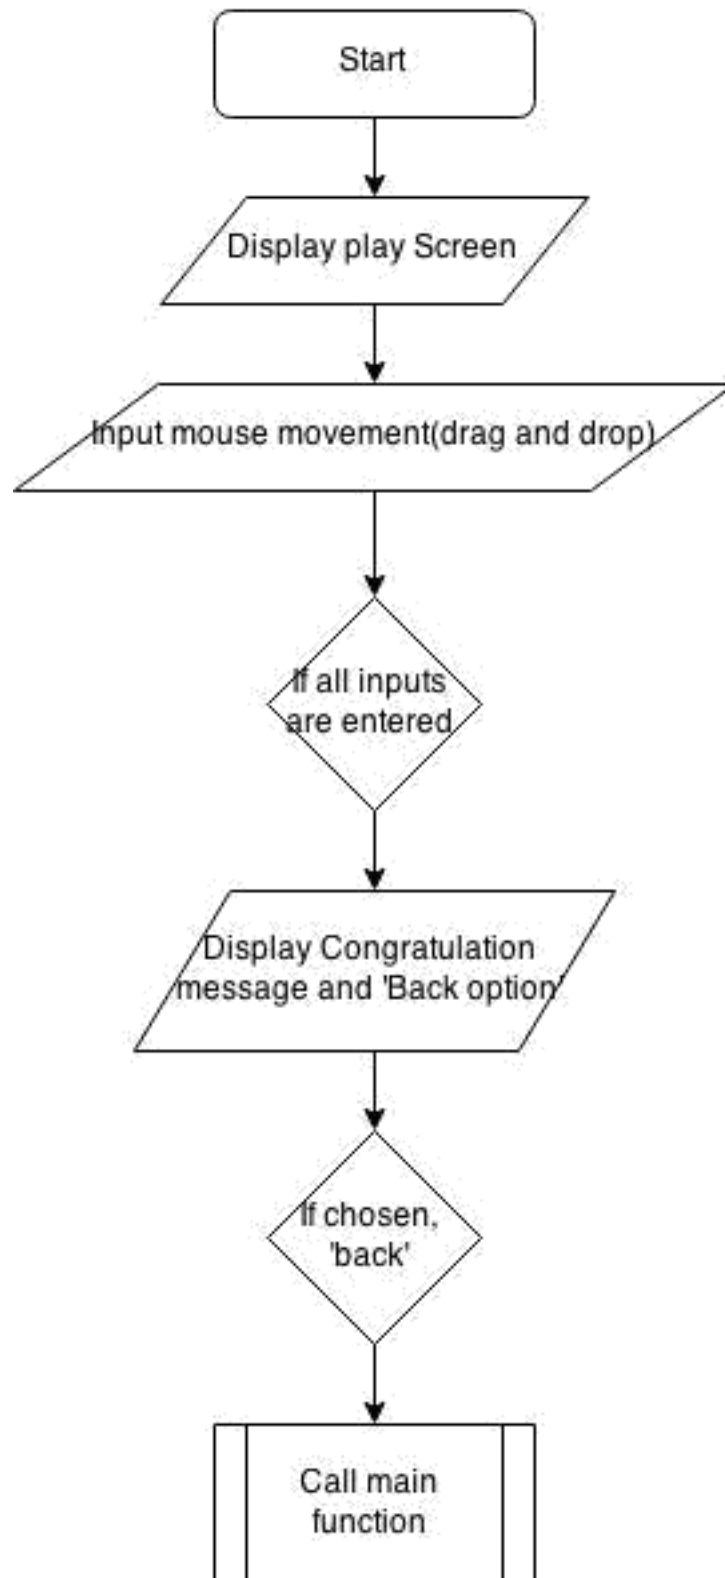 Start
Display play Screen
Input mouse movement(drag and drop)
If all inputs
are entered
Display Congratulation
message and 'Back option'
If chosen,
'back'
Call main
function